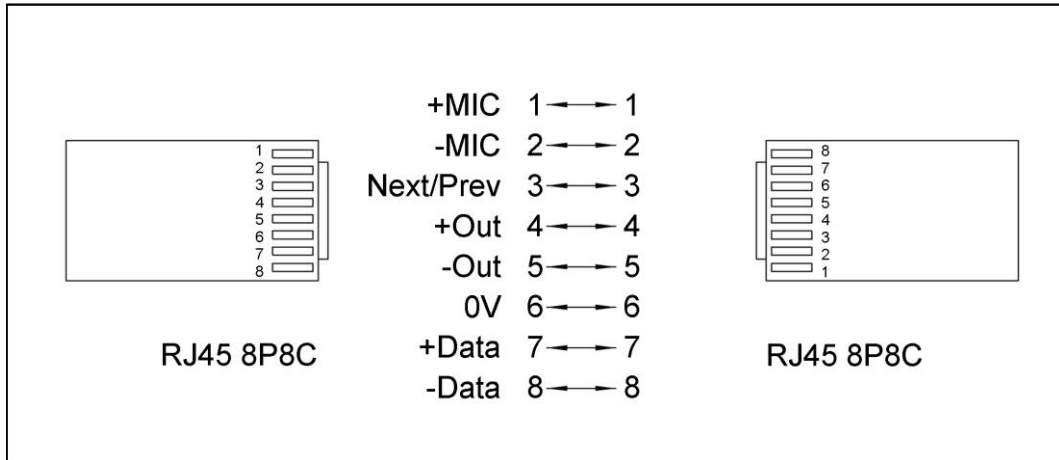 +MIC 1 1
-MIC 2 2
Next/Prev 3 3
+Out 4 4
-Out 5 5
0V 6 6
+Data 7 7
-Data 8 8
1
2
3
4
5
6
7
8
RJ45 8P8C
8
7
6
5
4
3
2
1
RJ45 8P8C